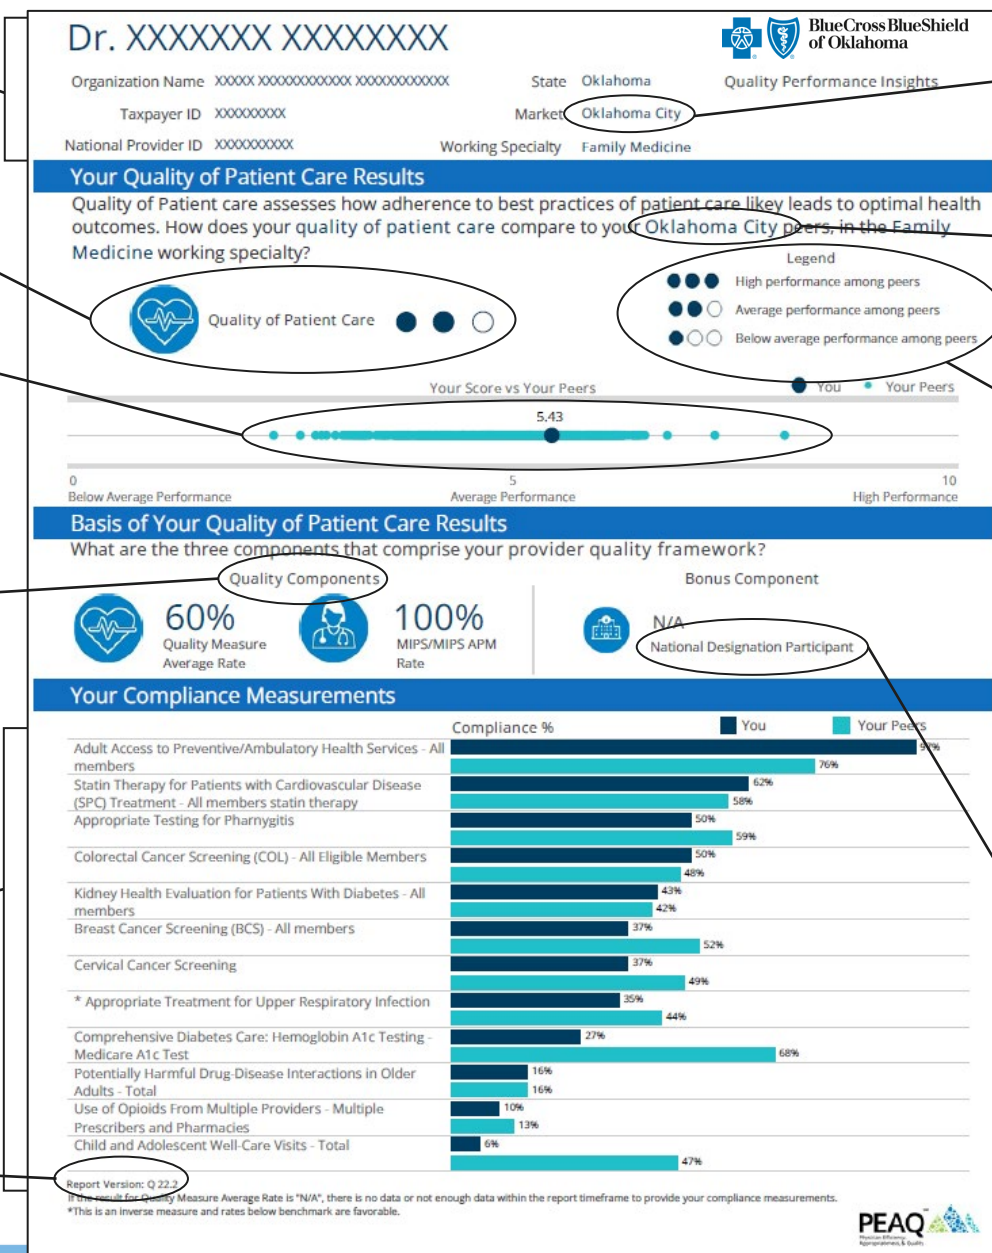 Dr. XXXXXXX XXXXXXXX
BlueCross BlueShield
of Oklahoma
Organization Name XXXXX XXXXXXXXXXXX XXXXXXXXXXXX State Oklahoma Quality Performance Insights
Taxpayer ID XXXXXXXXX Market Oklahoma City
National Provider ID XXXXXXXXXX Working Specialty Family Medicine
Your Quality of Patient Care Results
Quality of Patient care assesses how adherence to best practices of patient care likey leads to optimal health
outcomes. How does your quality of patient care compare to your Oklahoma City peers, in the Family
Medicine working specialty?
Legend
High performance among peers
Quality of Patient Care
Average performance among peers
Below average performance among peers
Your Score vs Your Peers
You Your Peers
5.43
0 5 10
Below Average Performance Average Performance High Performance
Basis of Your Quality of Patient Care Results
What are the three components that comprise your provider quality framework?
Quality Components Bonus Component
60%
Quality Measure
Average Rate
100%
MIPS/MIPS APM
Rate
N/A
National Designation Participant
Your Compliance Measurements
Compliance % You Your Peers
Adult Access to Preventive/Ambulatory Health Services - All
members
97%
76%
Statin Therapy for Patients with Cardiovascular Disease
(SPC) Treatment - All members statin therapy
62%
58%
Appropriate Testing for Pharnygitis
50%
59%
Colorectal Cancer Screening (COL) - All Eligible Members
50%
48%
Kidney Health Evaluation for Patients With Diabetes - All
members
43%
42%
Breast Cancer Screening (BCS) - All members
37%
52%
Cervical Cancer Screening
37%
49%
* Appropriate Treatment for Upper Respiratory Infection
35%
44%
Comprehensive Diabetes Care: Hemoglobin A1c Testing -
Medicare A1c Test
27%
68%
Potentially Harmful Drug-Disease Interactions in Older
Adults - Total
16%
16%
Use of Opioids From Multiple Providers - Multiple
Prescribers and Pharmacies
10%
13%
Child and Adolescent Well-Care Visits - Total
6%
47%
Report Version: Q 22.2
If the result for Quality Measure Average Rate is "N/A", there is no data or not enough data within the report timeframe to provide your compliance measurements.
*This is an inverse measure and rates below benchmark are favorable.
PEAQ
Physician Efficiency,
Appropriateness, & Quality